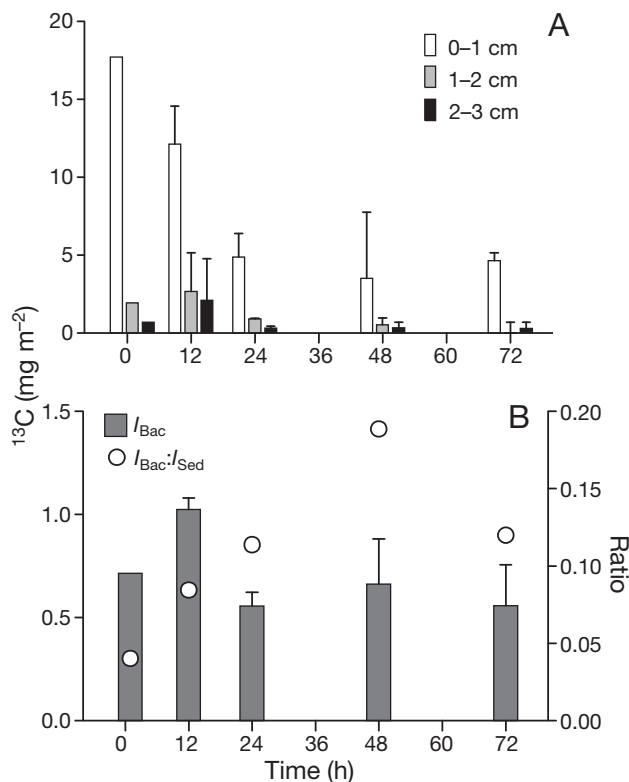 A
20
15
10
5
0
0–1 cm
1–2 cm
2–3 cm
0 12 24 36 48 60 72
¹³C (mg m⁻²)
B
1.5
1.0
0.5
0.0
I_Bac
I_Bac:I_Sed
0.20
0.15
0.10
0.05
0.00
Ratio
0 12 24 36 48 60 72
Time (h)